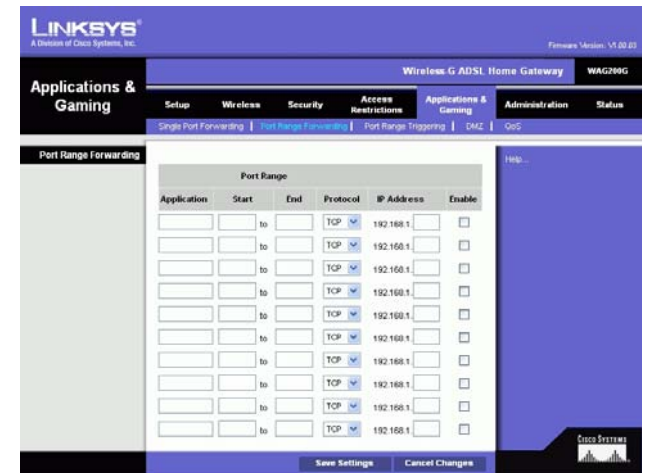 LINKSYS®
A Division of Cisco Systems, Inc.
Firmware Version: V1.00.03
Wireless-G ADSL Home Gateway WAG200G
Applications & Gaming
Setup Wireless Security Access Restrictions Applications & Gaming Administration Status
Single Port Forwarding | Port Range Forwarding | Port Range Triggering | DMZ | QoS
Port Range Forwarding
Help...
Port Range
Application Start End Protocol IP Address Enable
to TCP 192.168.1.
to TCP 192.168.1.
to TCP 192.168.1.
to TCP 192.168.1.
to TCP 192.168.1.
to TCP 192.168.1.
to TCP 192.168.1.
to TCP 192.168.1.
to TCP 192.168.1.
to TCP 192.168.1.
Save Settings Cancel Changes
CISCO SYSTEMS